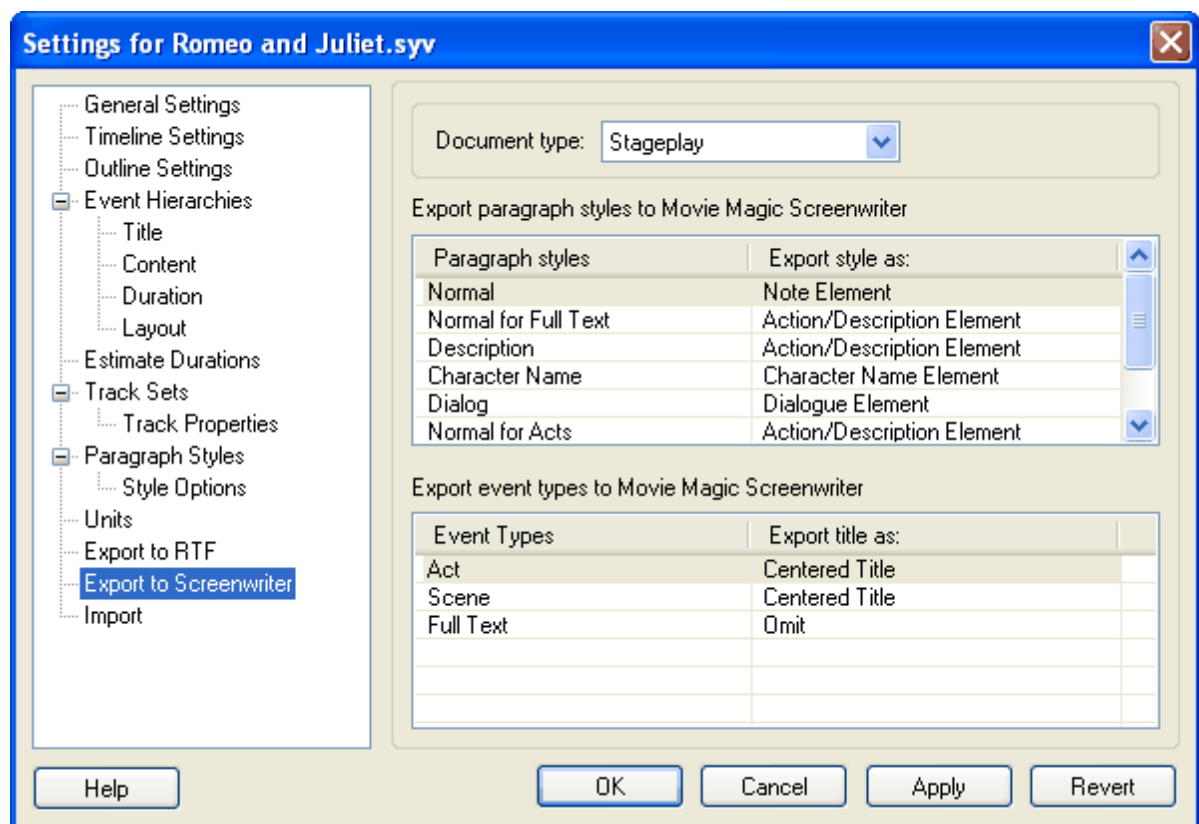 Settings for Romeo and Juliet.syv
General Settings
Timeline Settings
Outline Settings
Event Hierarchies
Title
Content
Duration
Layout
Estimate Durations
Track Sets
Track Properties
Paragraph Styles
Style Options
Units
Export to RTF
Export to Screenwriter
Import
Document type: Stageplay
Export paragraph styles to Movie Magic Screenwriter
Paragraph styles Export style as:
Normal Note Element
Normal for Full Text Action/Description Element
Description Action/Description Element
Character Name Character Name Element
Dialog Dialogue Element
Normal for Acts Action/Description Element
Export event types to Movie Magic Screenwriter
Event Types Export title as:
Act Centered Title
Scene Centered Title
Full Text Omit
Help OK Cancel Apply Revert